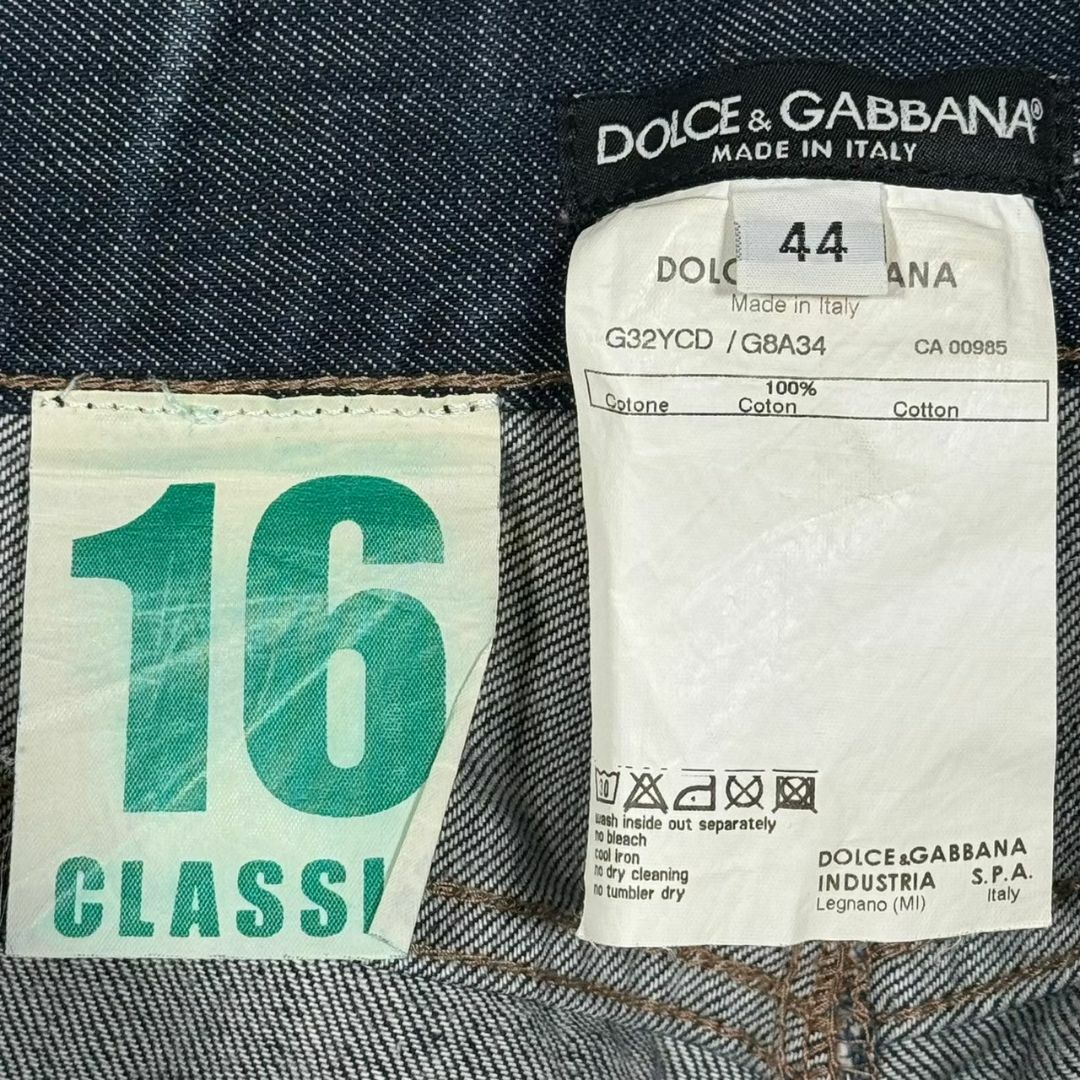 DOLCE & GABBANA®
MADE IN ITALY
44
DOLC ANA
Made in Italy
G32YCD / G8A34 CA 00985
100%
Cotone Coton Cotton
16
CLASSI
30
wash inside out separately
no bleach
cool iron
no dry cleaning
no tumbler dry
DOLCE & GABBANA
INDUSTRIA S.P.A.
Legnano (MI) Italy